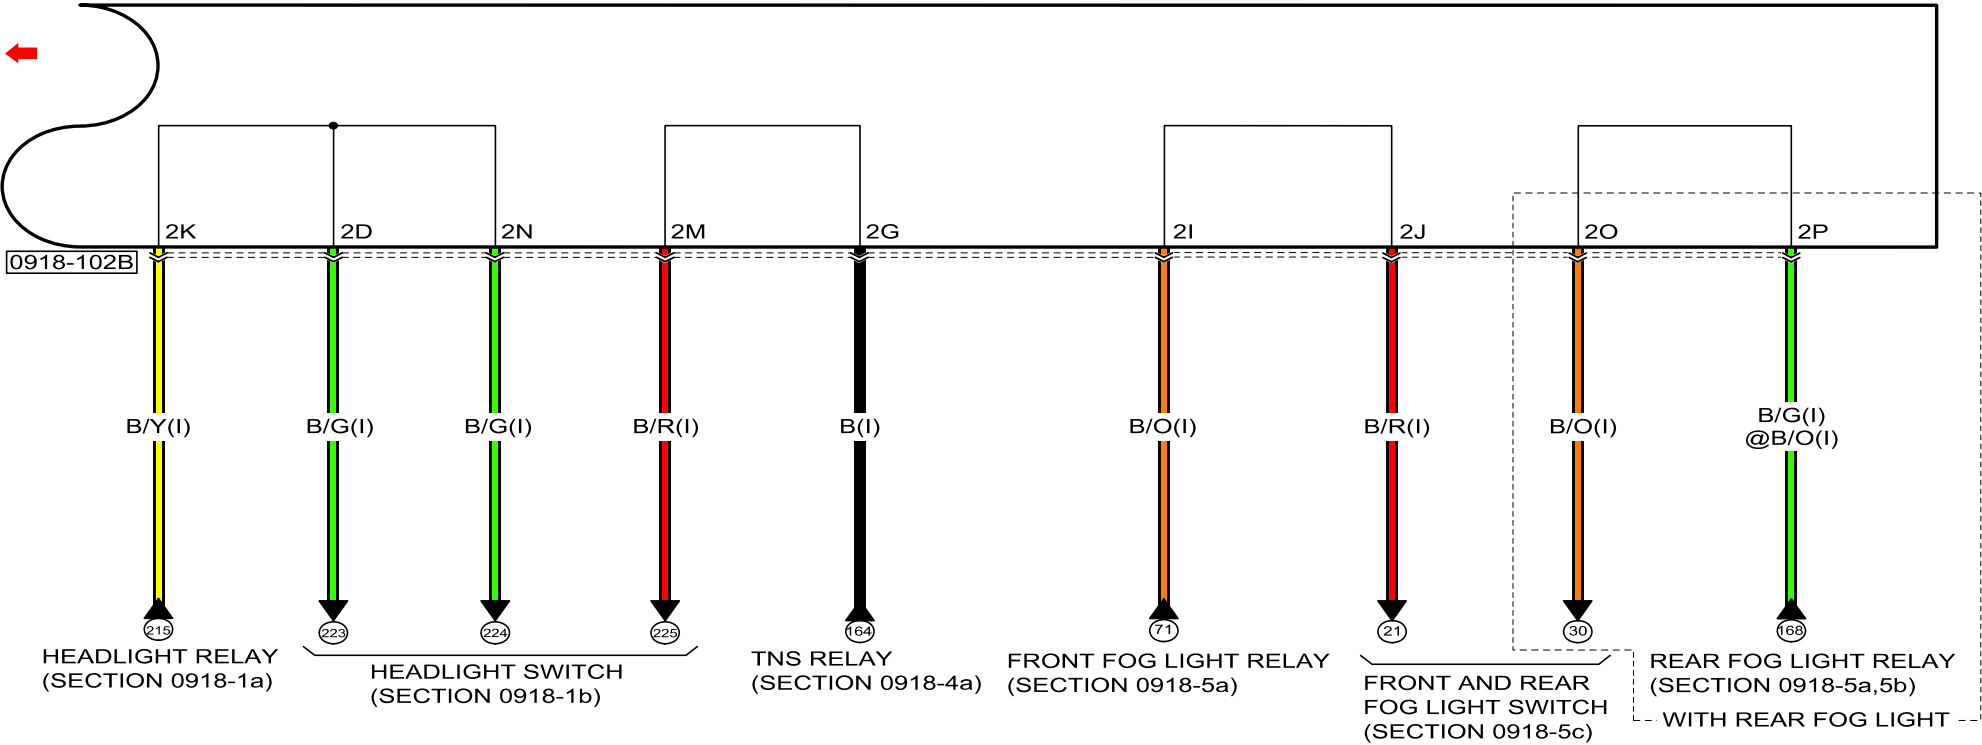 2K 2D 2N 2M 2G 2I 2J 2O 2P
0918-102B
B/Y(I) B/G(I) B/G(I) B/R(I) B(I) B/O(I) B/R(I) B/O(I) B/G(I)
@B/O(I)
215 223 224 225 164 71 21 30 168
HEADLIGHT RELAY
(SECTION 0918-1a)
HEADLIGHT SWITCH
(SECTION 0918-1b)
TNS RELAY
(SECTION 0918-4a)
FRONT FOG LIGHT RELAY
(SECTION 0918-5a)
FRONT AND REAR
FOG LIGHT SWITCH
(SECTION 0918-5c)
REAR FOG LIGHT RELAY
(SECTION 0918-5a,5b)
WITH REAR FOG LIGHT